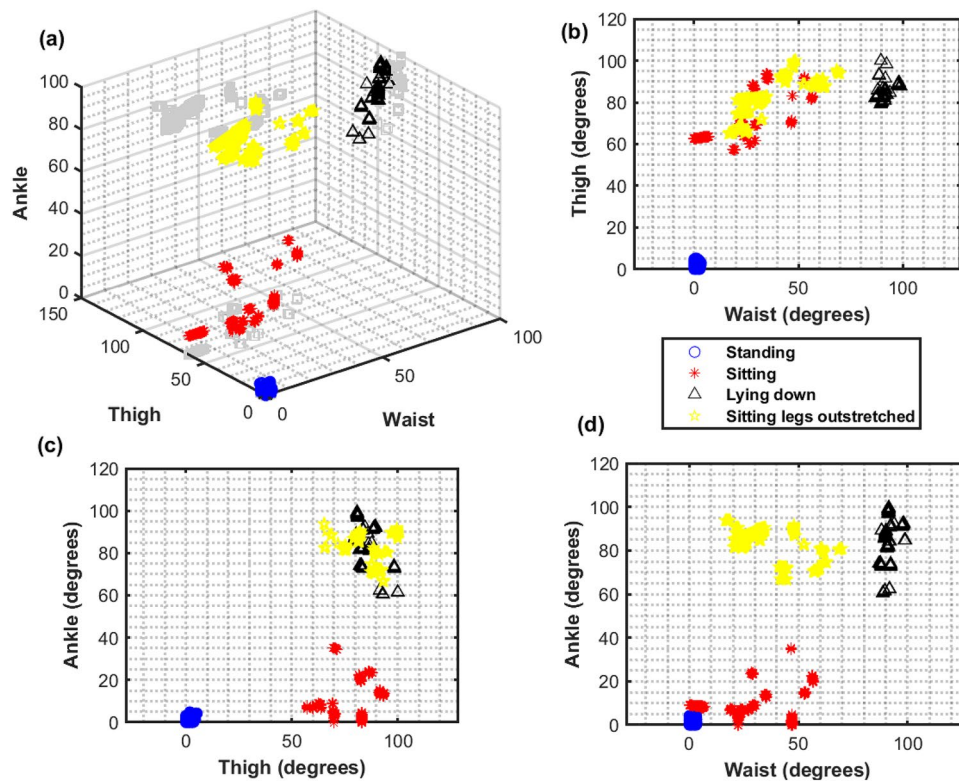 (a)
Ankle
100
80
60
40
20
0
150
100
50
0
0
50
100
Thigh
Waist
(b)
Thigh (degrees)
120
100
80
60
40
20
0
0
50
100
Waist (degrees)
Standing
Sitting
Lying down
Sitting legs outstretched
(c)
Ankle (degrees)
120
100
80
60
40
20
0
0
50
100
Thigh (degrees)
(d)
Ankle (degrees)
120
100
80
60
40
20
0
0
50
100
Waist (degrees)